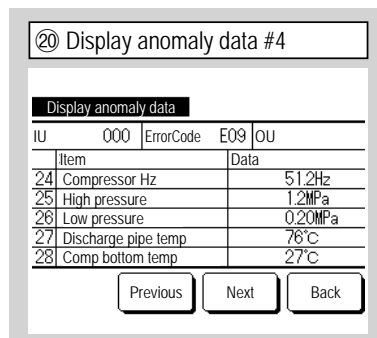 ⑳ Display anomaly data #4
Display anomaly data
IU 000 ErrorCode E09 OU
Item Data
24 Compressor Hz 51.2Hz
25 High pressure 1.2MPa
26 Low pressure 0.20MPa
27 Discharge pipe temp 76℃
28 Comp bottom temp 27℃
Previous Next Back